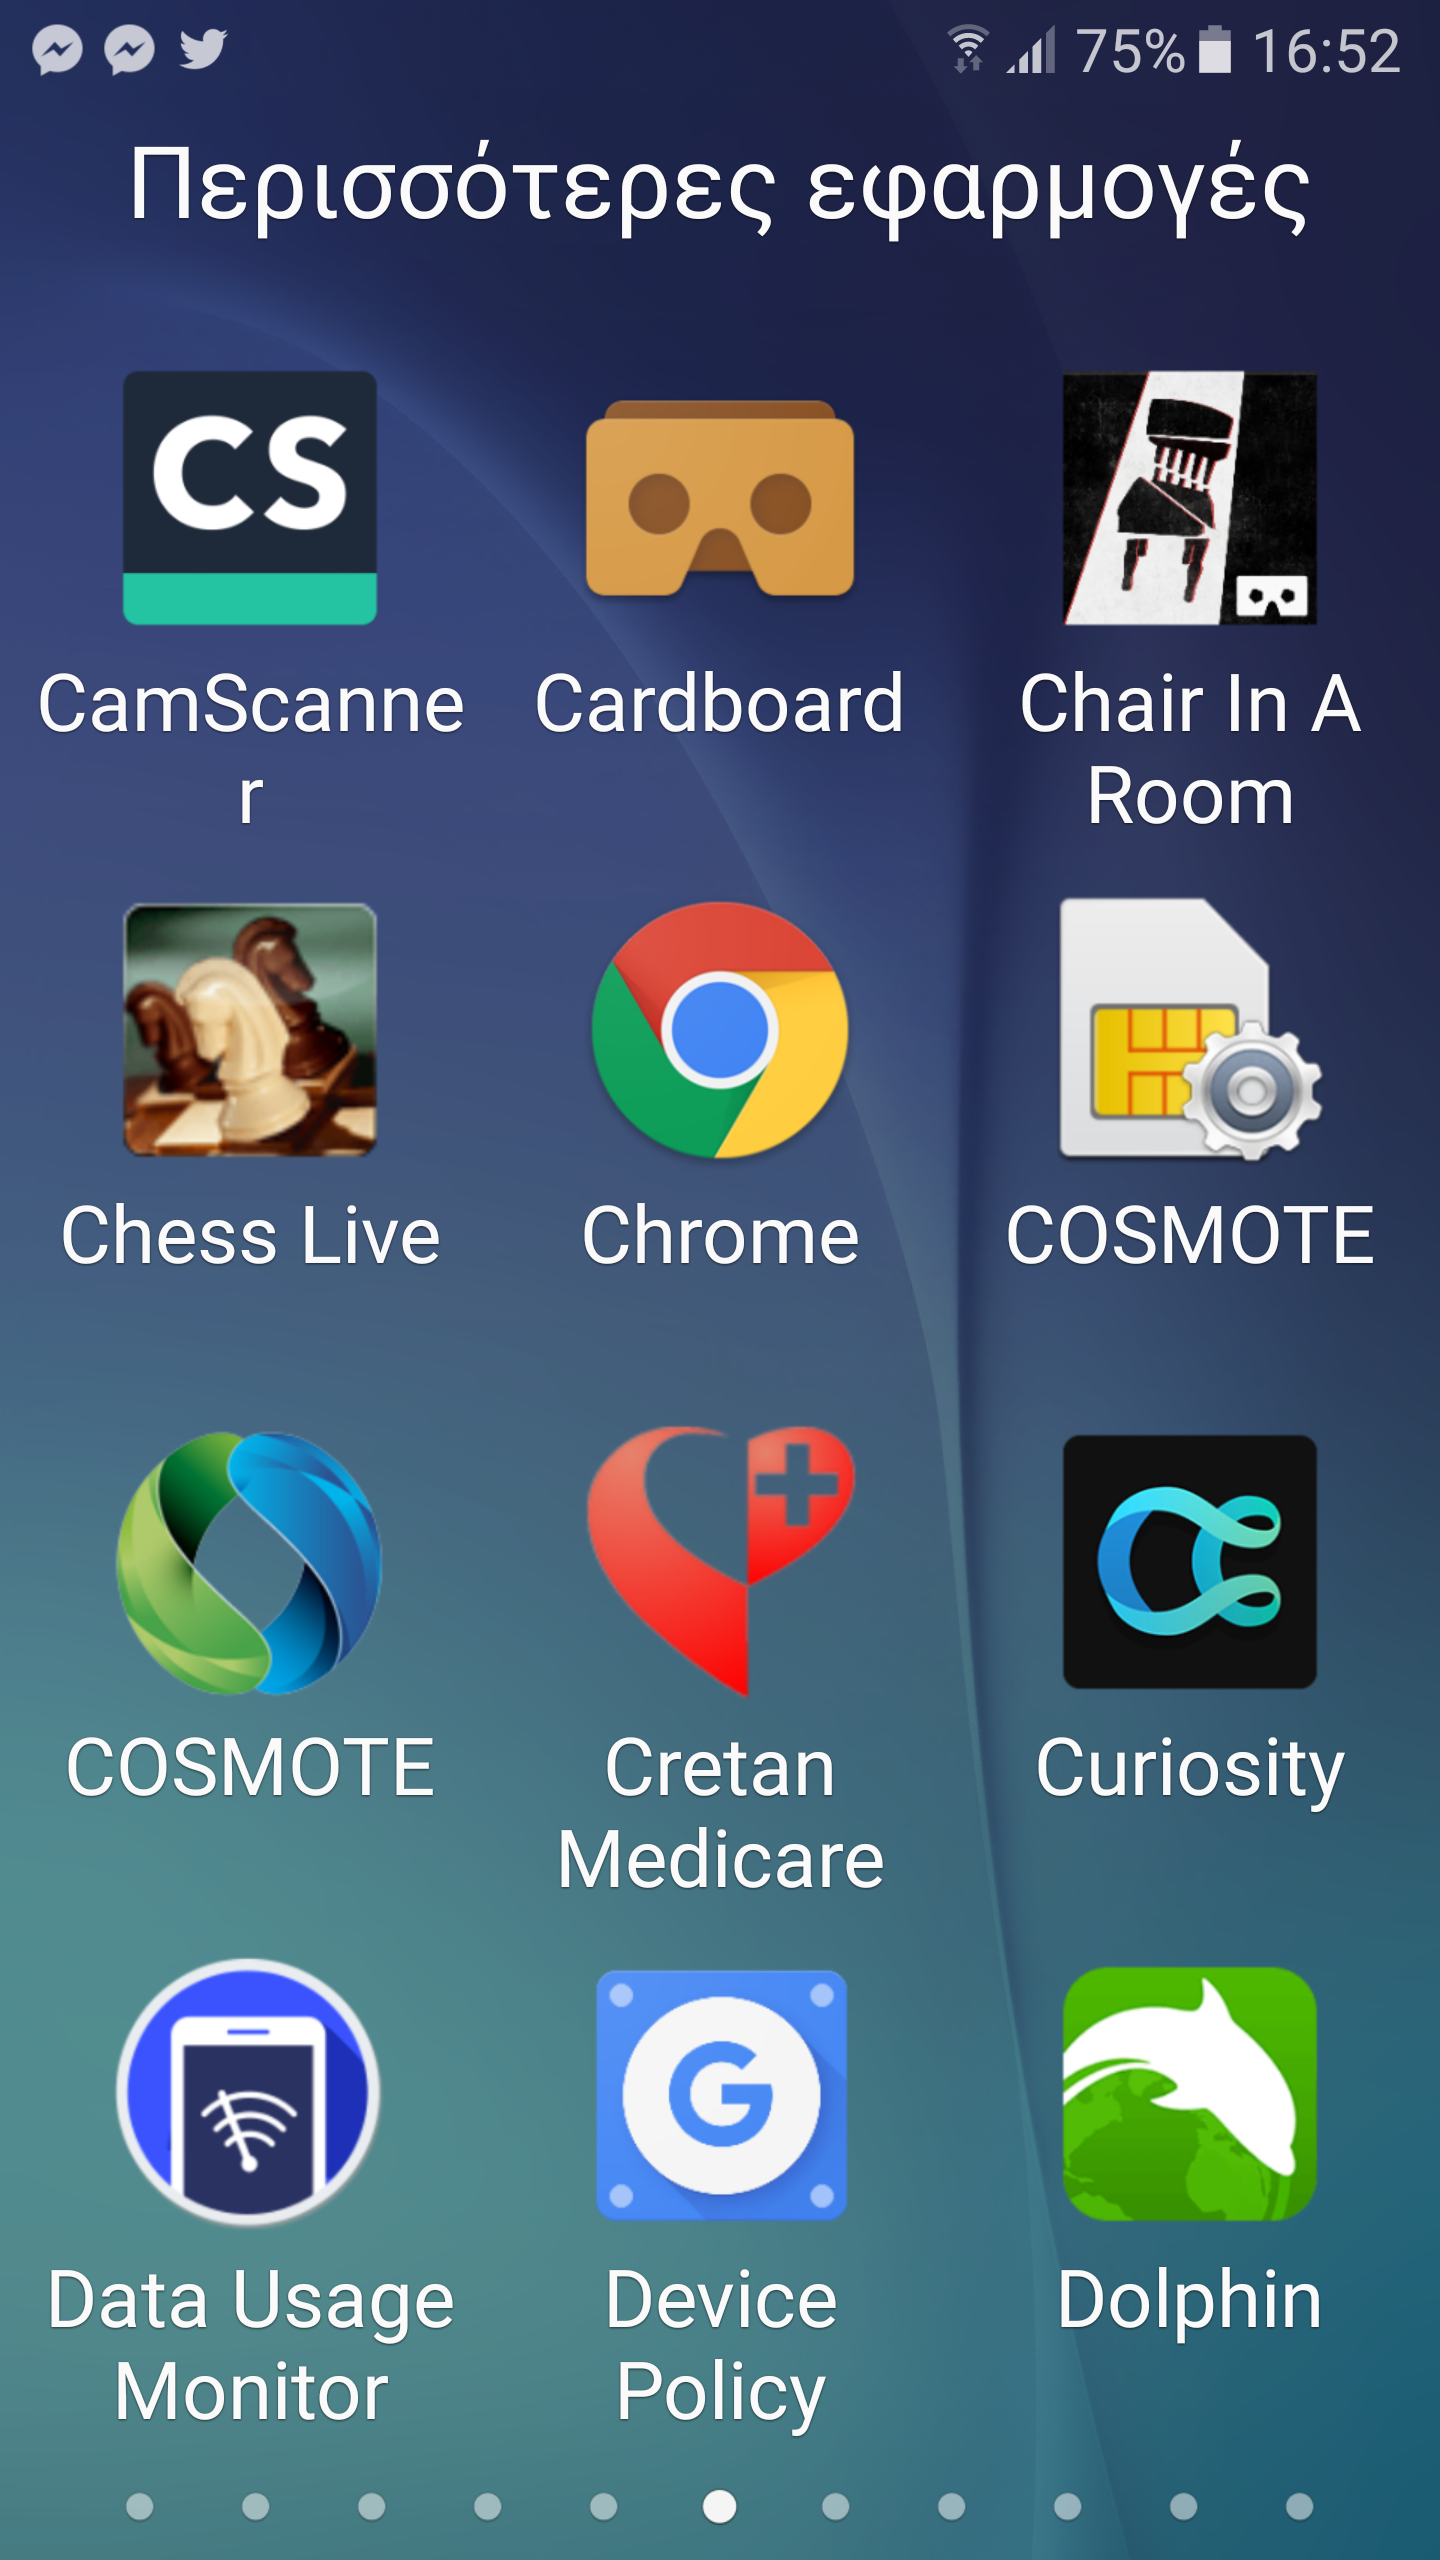 75% 16:52
Περισσότερες εφαρμογές
CS
CamScanne
r
Cardboard
Chair In A
Room
Chess Live
Chrome
COSMOTE
COSMOTE
Cretan
Medicare
Curiosity
G
Data Usage
Monitor
Device
Policy
Dolphin